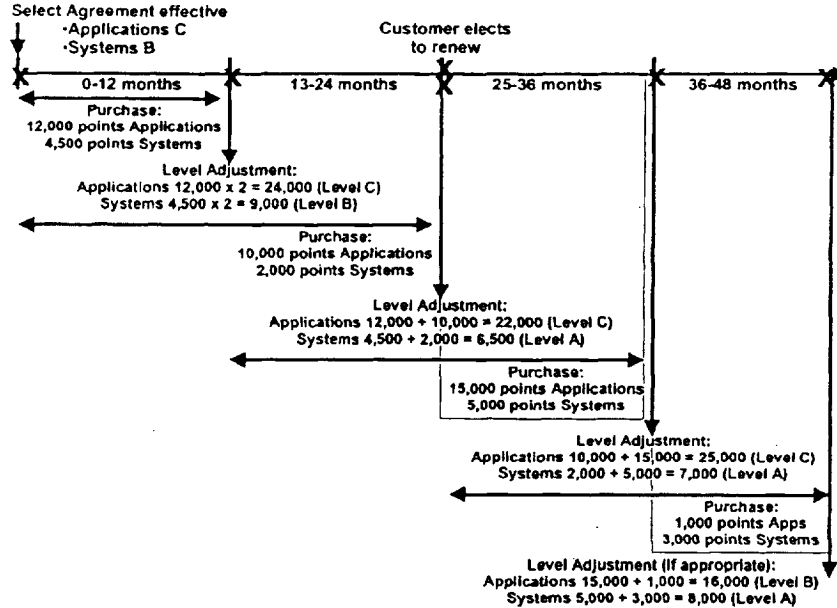 Select Agreement effective
•Applications C
•Systems B
Customer elects
to renew
0-12 months
13-24 months
25-36 months
36-48 months
Purchase:
12,000 points Applications
4,500 points Systems
Level Adjustment:
Applications 12,000 x 2 = 24,000 (Level C)
Systems 4,500 x 2 = 9,000 (Level B)
Purchase:
10,000 points Applications
2,000 points Systems
Level Adjustment:
Applications 12,000 + 10,000 = 22,000 (Level C)
Systems 4,500 + 2,000 = 6,500 (Level A)
Purchase:
15,000 points Applications
5,000 points Systems
Level Adjustment:
Applications 10,000 + 15,000 = 25,000 (Level C)
Systems 2,000 + 5,000 = 7,000 (Level A)
Purchase:
1,000 points Apps
3,000 points Systems
Level Adjustment (If appropriate):
Applications 15,000 + 1,000 = 16,000 (Level B)
Systems 5,000 + 3,000 = 8,000 (Level A)